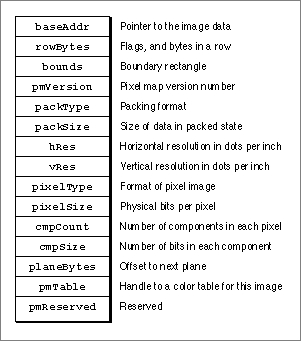 baseAddr Pointer to the image data
rowBytes Flags, and bytes in a row
bounds Boundary rectangle
pmVersion Pixel map version number
packType Packing format
packSize Size of data in packed state
hRes Horizontal resolution in dots per inch
vRes Vertical resolution in dots per inch
pixelType Format of pixel image
pixelSize Physical bits per pixel
cmpCount Number of components in each pixel
cmpSize Number of bits in each component
planeBytes Offset to next plane
pmTable Handle to a color table for this image
pmReserved Reserved